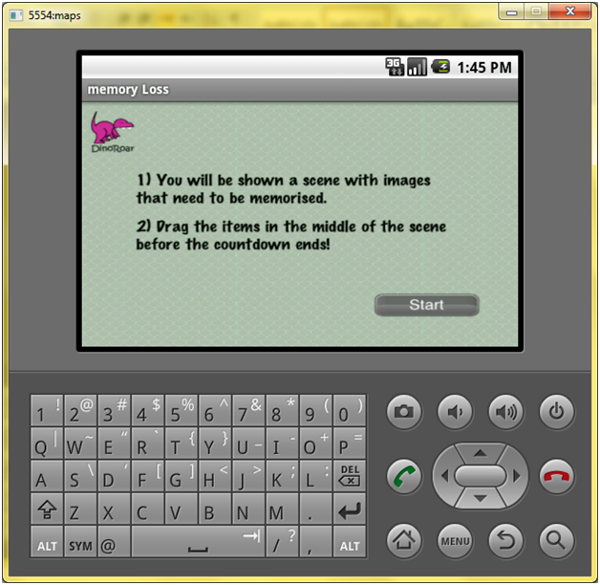 5554:maps
3G 1:45 PM
memory Loss
DinoRoar
1) You will be shown a scene with images
that need to be memorised.
2) Drag the items in the middle of the scene
before the countdown ends!
Start
1 ! 2 @ 3 # 4 $ 5 % 6 ^ 7 & 8 * 9 ( 0 )
Q | W ~ E " R ` T { Y } U _ I - O + P =
A S \ D ' F [ G ] H < J > K ; L : DEL
Z X C V B N M .
ALT SYM @ / ? , ALT
MENU